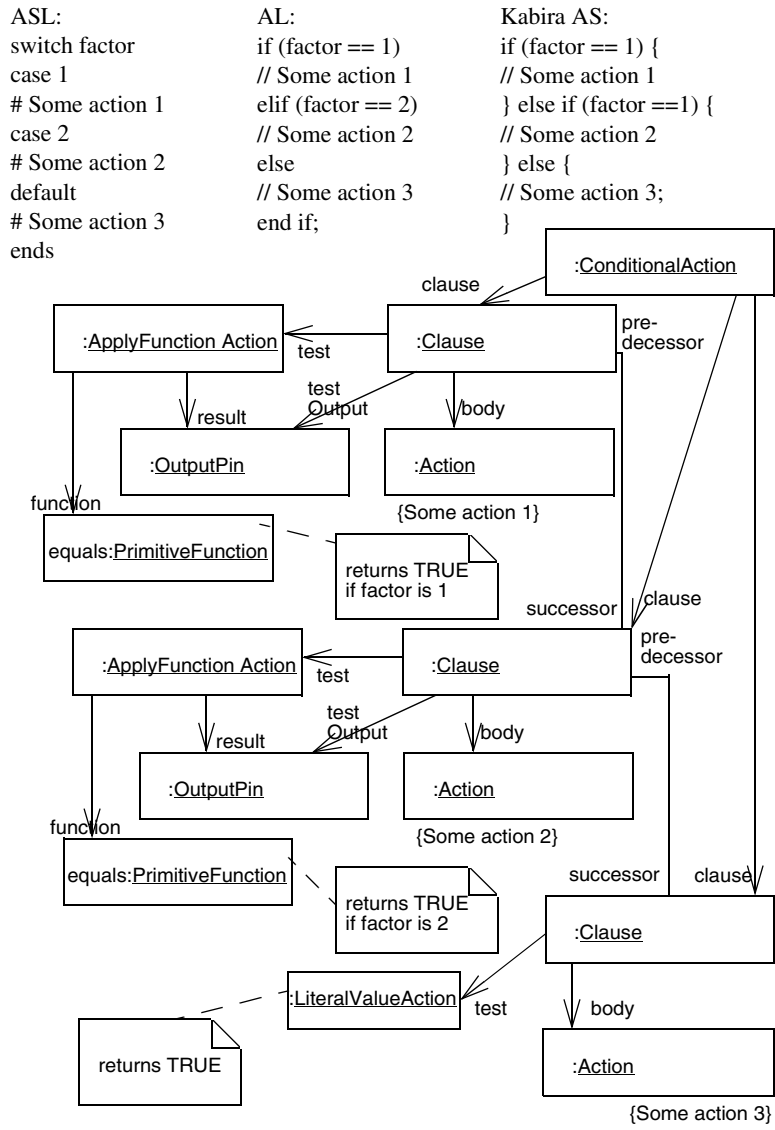 ASL:
switch factor
case 1
# Some action 1
case 2
# Some action 2
default
# Some action 3
ends
AL:
if (factor == 1)
// Some action 1
elif (factor == 2)
// Some action 2
else
// Some action 3
end if;
Kabira AS:
if (factor == 1) {
// Some action 1
} else if (factor ==1) {
// Some action 2
} else {
// Some action 3;
}
:ConditionalAction
clause
:ApplyFunction Action
test
:Clause
pre-
decessor
test
Output
result
body
:OutputPin
:Action
{Some action 1}
function
equals:PrimitiveFunction
returns TRUE
if factor is 1
successor
clause
:ApplyFunction Action
test
:Clause
pre-
decessor
test
Output
result
body
:OutputPin
:Action
{Some action 2}
function
equals:PrimitiveFunction
returns TRUE
if factor is 2
successor
clause
:Clause
:LiteralValueAction
test
body
returns TRUE
:Action
{Some action 3}